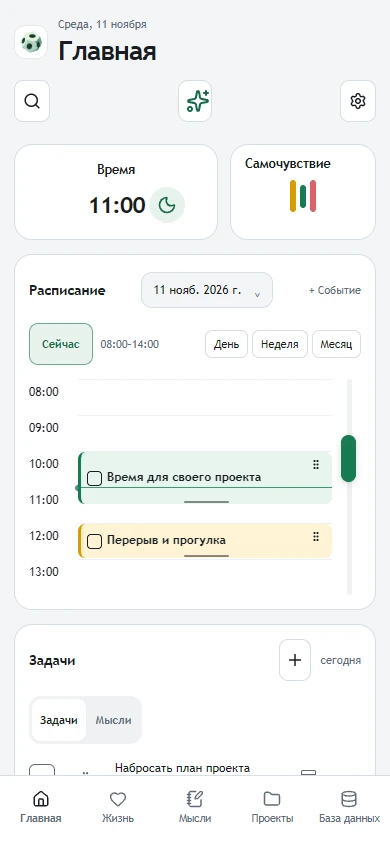 Среда, 11 ноября
Главная
Время
11:00
Самочувствие
Расписание
11 нояб. 2026 г.
+ Событие
Сейчас
08:00-14:00
День
Неделя
Месяц
08:00
09:00
10:00
Время для своего проекта
11:00
12:00
Перерыв и прогулка
13:00
Задачи
сегодня
Задачи
Мысли
Набросать план проекта
Главная
Жизнь
Мысли
Проекты
База данных